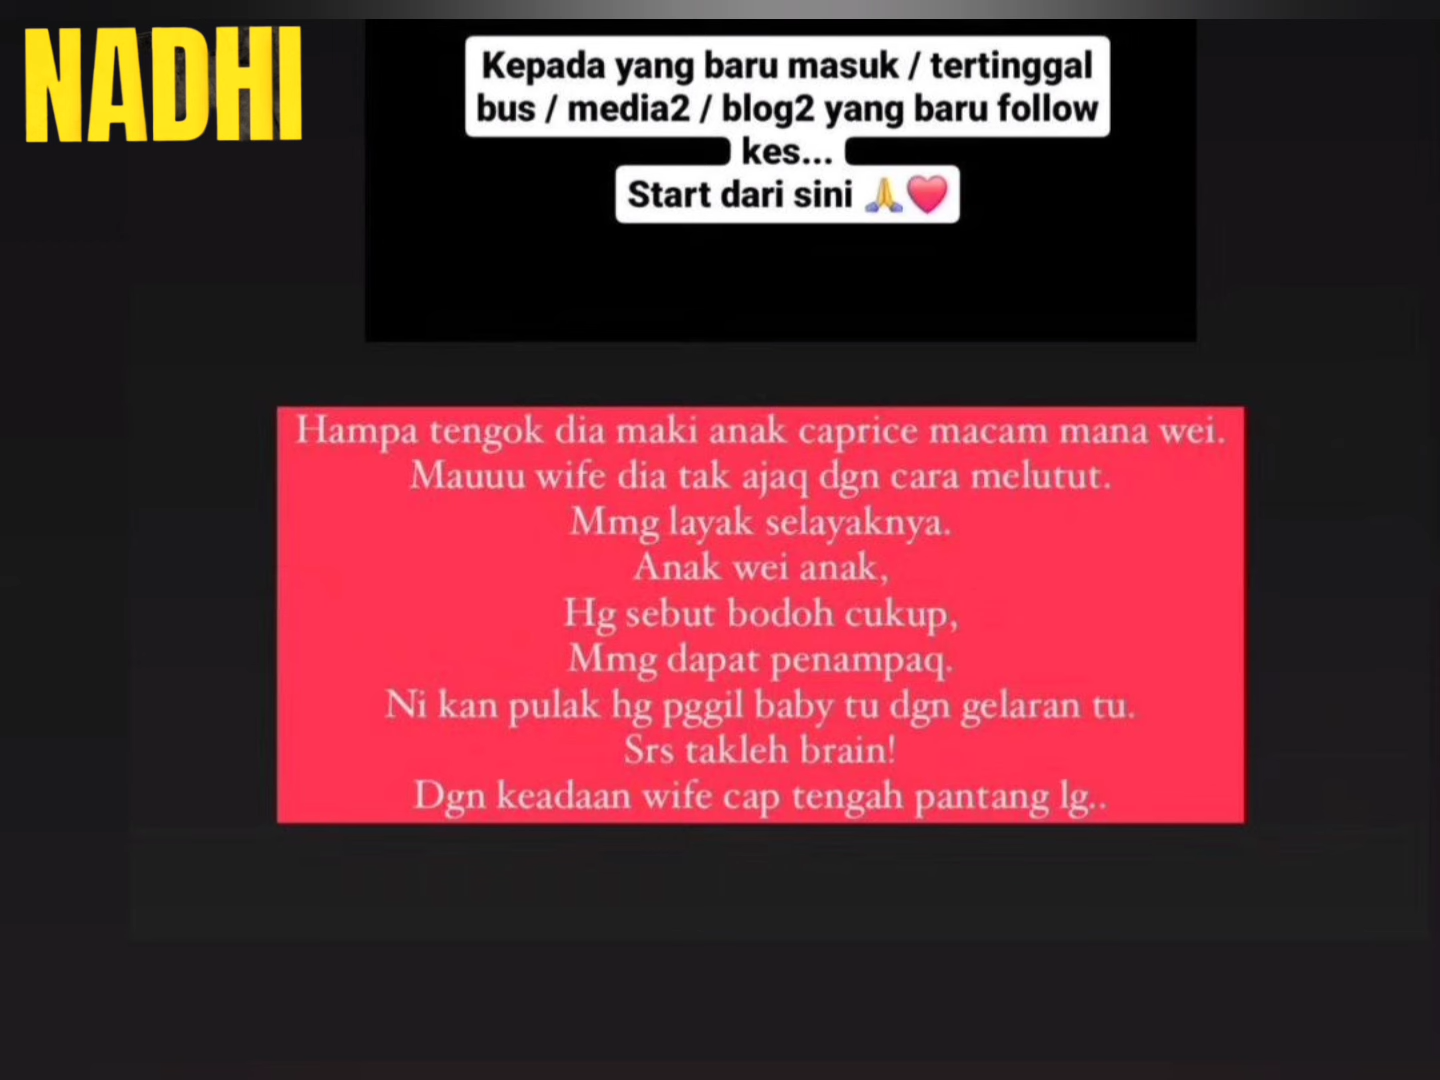 NADHI
Kepada yang baru masuk / tertinggal
bus / media2 / blog2 yang baru follow
kes...
Start dari sini 🙏❤️
Hampa tengok dia maki anak caprice macam mana wei.
Mauuu wife dia tak ajaq dgn cara melutut.
Mmg layak selayaknya.
Anak wei anak,
Hg sebut bodoh cukup,
Mmg dapat penampaq.
Ni kan pulak hg pggil baby tu dgn gelaran tu.
Srs takleh brain!
Dgn keadaan wife cap tengah pantang lg..